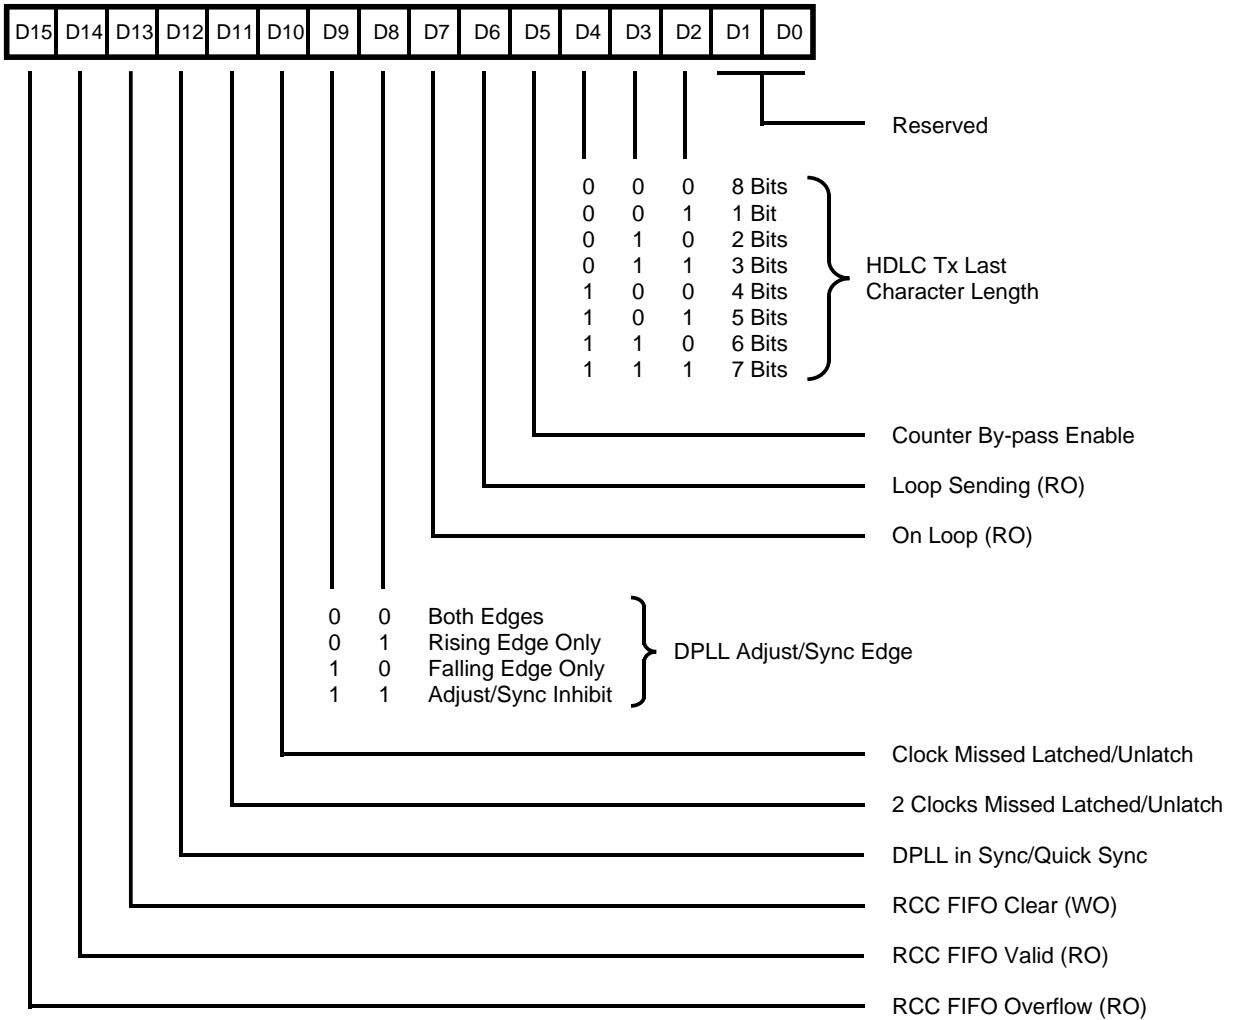 D15 D14 D13 D12 D11 D10 D9 D8 D7 D6 D5 D4 D3 D2 D1 D0
Reserved
0 0 0 8 Bits
0 0 1 1 Bit
0 1 0 2 Bits
0 1 1 3 Bits
1 0 0 4 Bits
1 0 1 5 Bits
1 1 0 6 Bits
1 1 1 7 Bits
HDLC Tx Last
Character Length
Counter By-pass Enable
Loop Sending (RO)
On Loop (RO)
0 0 Both Edges
0 1 Rising Edge Only
1 0 Falling Edge Only
1 1 Adjust/Sync Inhibit
DPLL Adjust/Sync Edge
Clock Missed Latched/Unlatch
2 Clocks Missed Latched/Unlatch
DPLL in Sync/Quick Sync
RCC FIFO Clear (WO)
RCC FIFO Valid (RO)
RCC FIFO Overflow (RO)